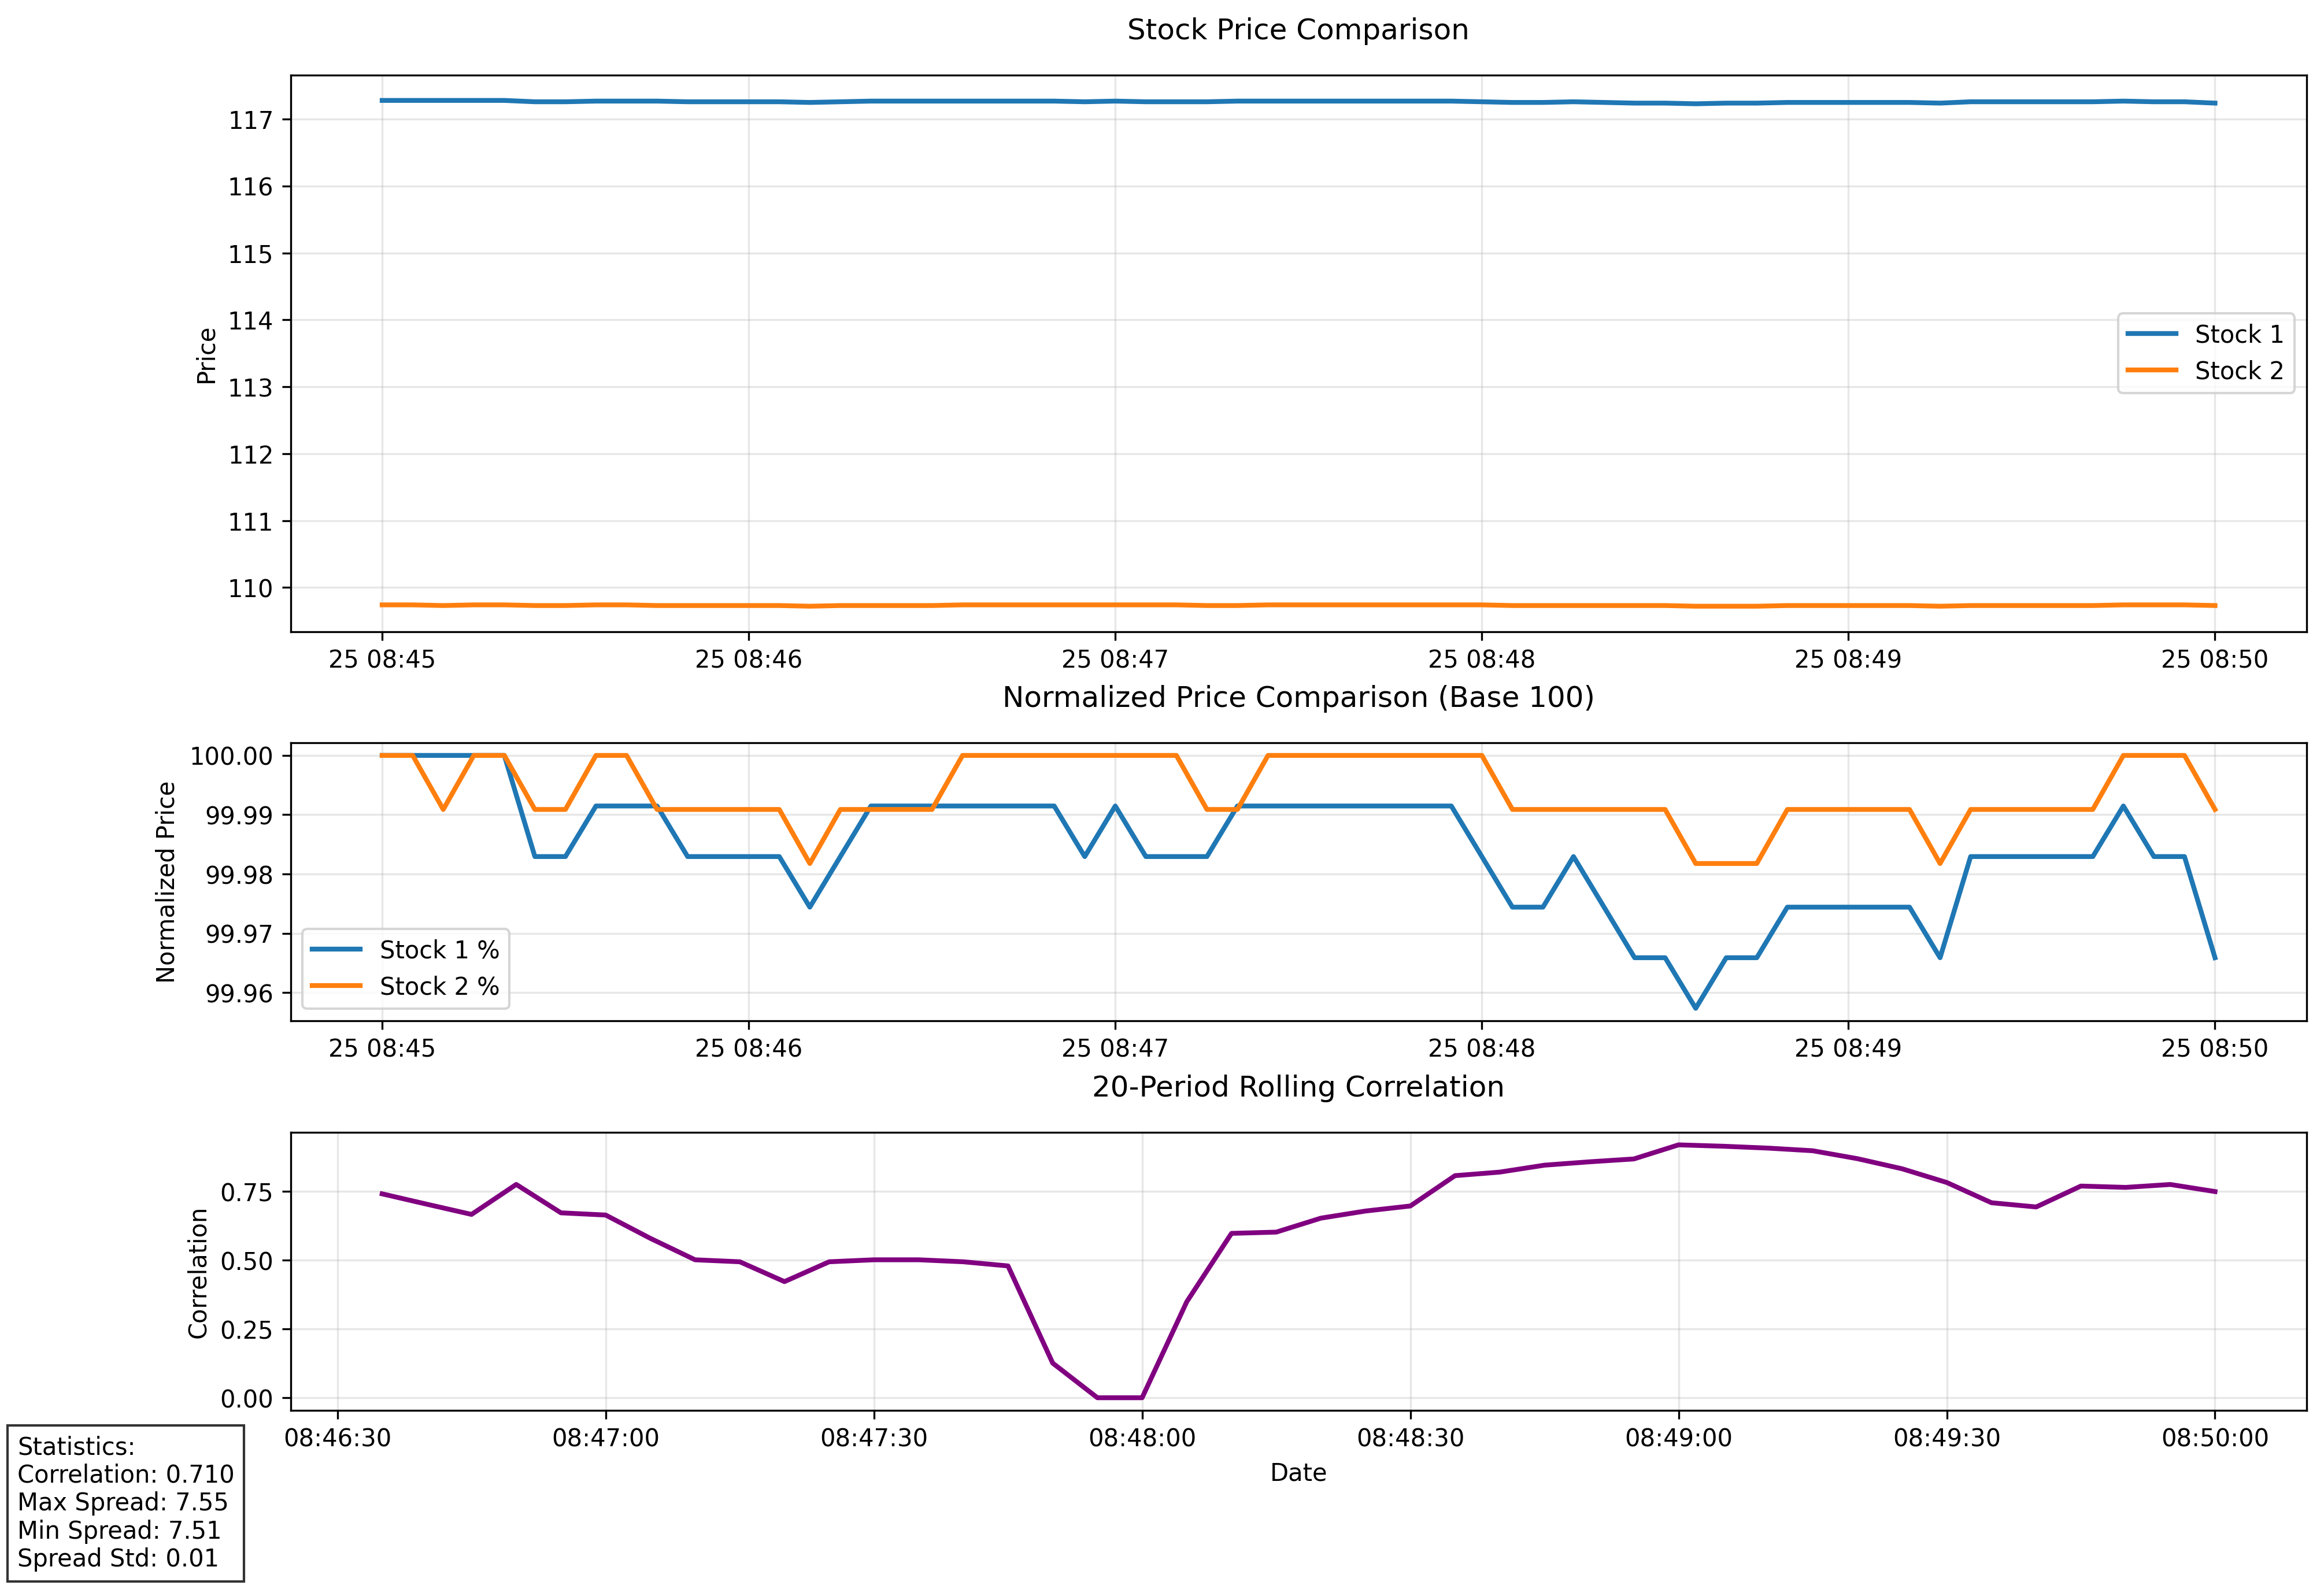 Stock Price Comparison
117
116
115
114
113
112
111
110
Price
Stock 1
Stock 2
25 08:45
25 08:46
25 08:47
25 08:48
25 08:49
25 08:50
Normalized Price Comparison (Base 100)
100.00
99.99
99.98
99.97
99.96
Normalized Price
Stock 1 %
Stock 2 %
25 08:45
25 08:46
25 08:47
25 08:48
25 08:49
25 08:50
20-Period Rolling Correlation
0.75
0.50
0.25
0.00
Correlation
08:46:30
08:47:00
08:47:30
08:48:00
08:48:30
08:49:00
08:49:30
08:50:00
Date
Statistics:
Correlation: 0.710
Max Spread: 7.55
Min Spread: 7.51
Spread Std: 0.01